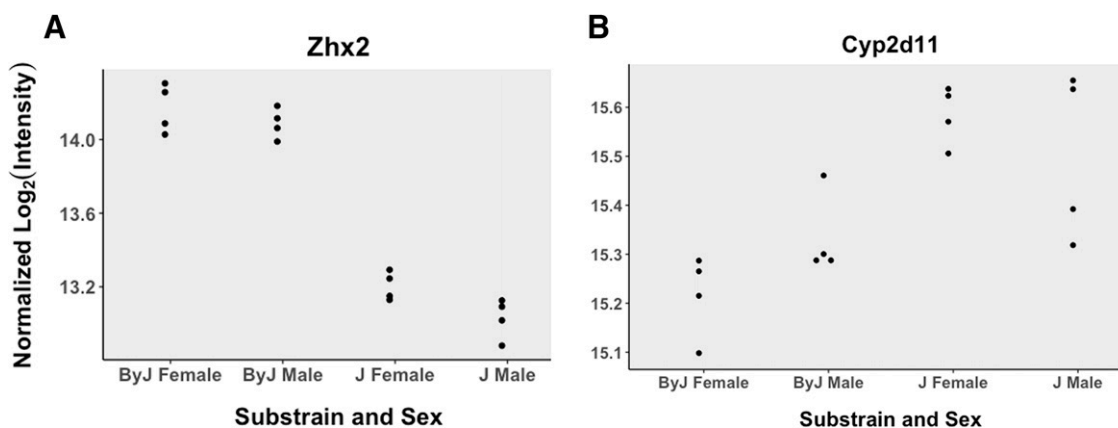 A
Zhx2
Normalized Log₂(Intensity)
14.0
13.6
13.2
ByJ Female ByJ Male J Female J Male
Substrain and Sex
B
Cyp2d11
15.6
15.5
15.4
15.3
15.2
15.1
ByJ Female ByJ Male J Female J Male
Substrain and Sex